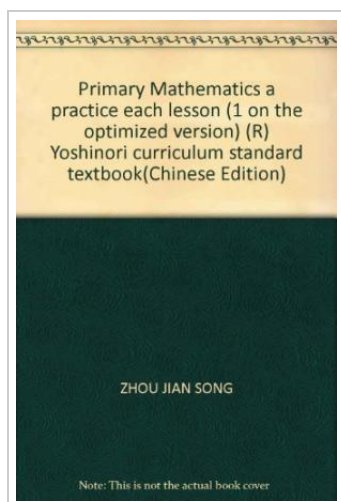 Primary Mathematics a
practice each lesson (1 on the
optimized version) (R)
Yoshinori curriculum standard
textbook(Chinese Edition)
ZHOU JIAN SONG
Note: This is not the actual book cover